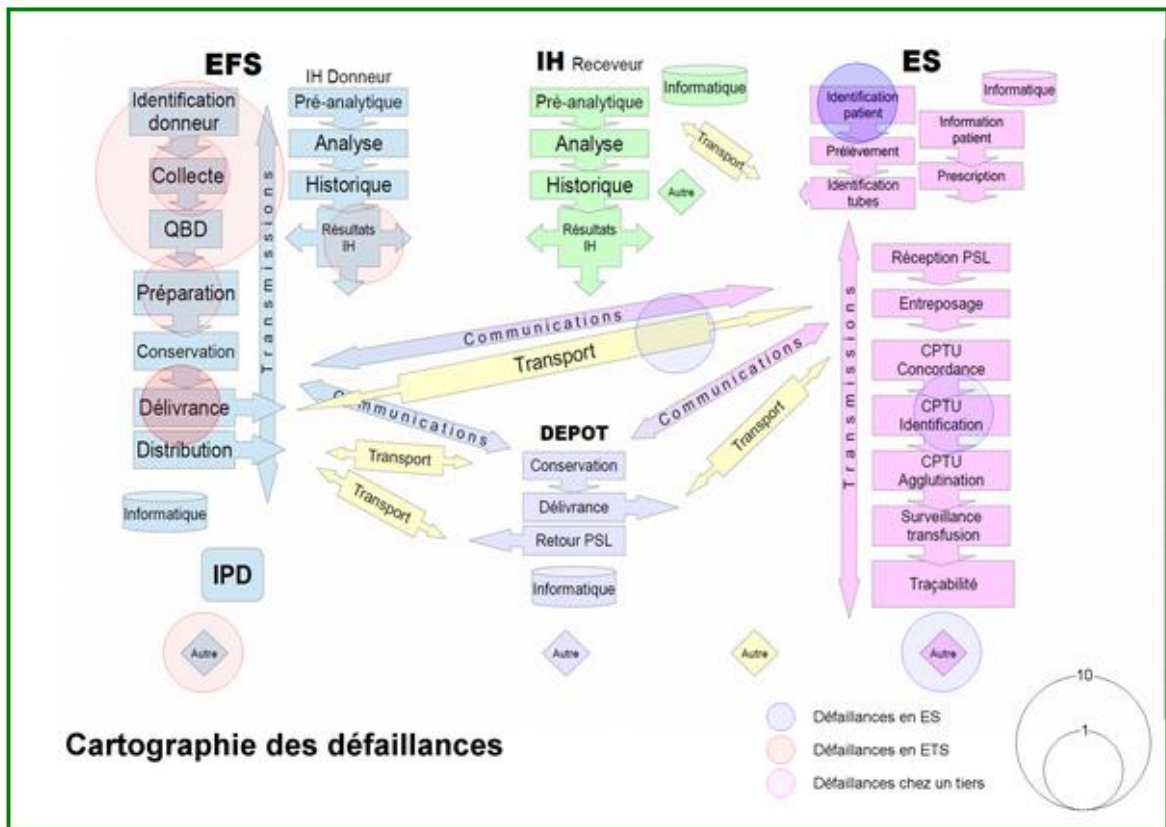 EFS
Identification
donneur
Collecte
QBD
Préparation
Conservation
Délivrance
Distribution
Informatique
IPD
Autre
Transmissions
IH Donneur
Pré-analytique
Analyse
Historique
Résultats
IH
IH Receveur
Pré-analytique
Analyse
Historique
Résultats
IH
Informatique
Transport
Autre
ES
Identification
patient
Prélèvement
Identification
tubes
Informatique
Information
patient
Prescription
Transmissions
Réception PSL
Entreposage
CPTU
Concordance
CPTU
Identification
CPTU
Agglutination
Surveillance
transfusion
Traçabilité
Autre
Communications
Transport
Communications
Transport
Transport
Communications
Transport
DEPOT
Conservation
Délivrance
Retour PSL
Informatique
Autre
Autre
Cartographie des défaillances
Défaillances en ES
Défaillances en ETS
Défaillances chez un tiers
10
1